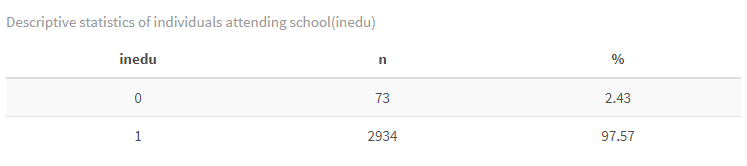 Descriptive statistics of individuals attending school(inedu)
inedu n %
0 73 2.43
1 2934 97.57